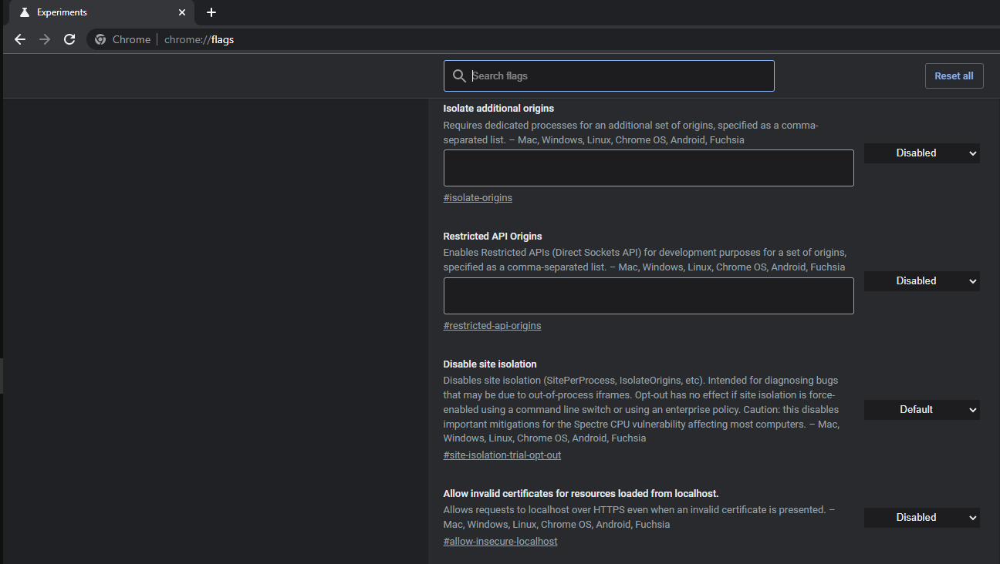 Experiments
Chrome chrome://flags
Search flags
Reset all
Isolate additional origins
Requires dedicated processes for an additional set of origins, specified as a comma-
separated list. – Mac, Windows, Linux, Chrome OS, Android, Fuchsia
Disabled
#isolate-origins
Restricted API Origins
Enables Restricted APIs (Direct Sockets API) for development purposes for a set of origins,
specified as a comma-separated list. – Mac, Windows, Linux, Chrome OS, Android, Fuchsia
Disabled
#restricted-api-origins
Disable site isolation
Disables site isolation (SitePerProcess, IsolateOrigins, etc). Intended for diagnosing bugs
that may be due to out-of-process iframes. Opt-out has no effect if site isolation is force-
enabled using a command line switch or using an enterprise policy. Caution: this disables
important mitigations for the Spectre CPU vulnerability affecting most computers. – Mac,
Windows, Linux, Chrome OS, Android, Fuchsia
Default
#site-isolation-trial-opt-out
Allow invalid certificates for resources loaded from localhost.
Allows requests to localhost over HTTPS even when an invalid certificate is presented. –
Mac, Windows, Linux, Chrome OS, Android, Fuchsia
Disabled
#allow-insecure-localhost